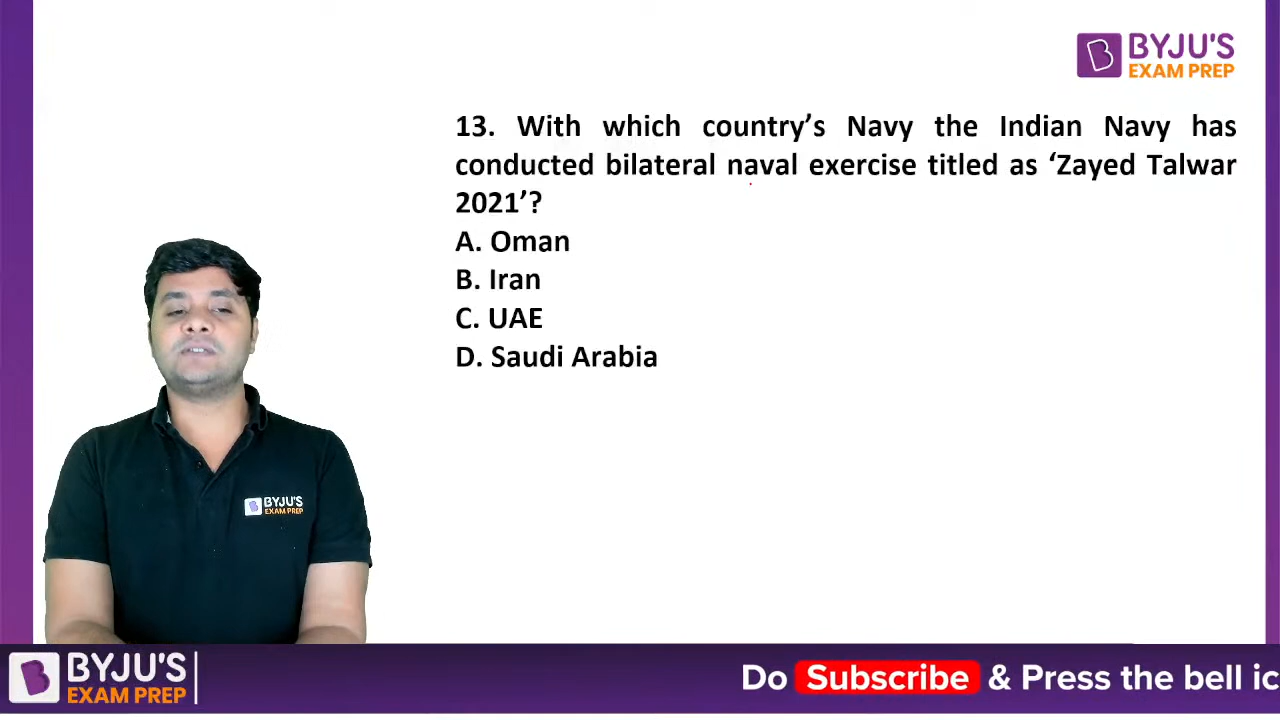 BYJU'S
EXAM PREP
13. With which country’s Navy the Indian Navy has
conducted bilateral naval exercise titled as ‘Zayed Talwar
2021’?
A. Oman
B. Iran
C. UAE
D. Saudi Arabia
BYJU'S
EXAM PREP
BYJU'S
EXAM PREP
Do Subscribe & Press the bell ic